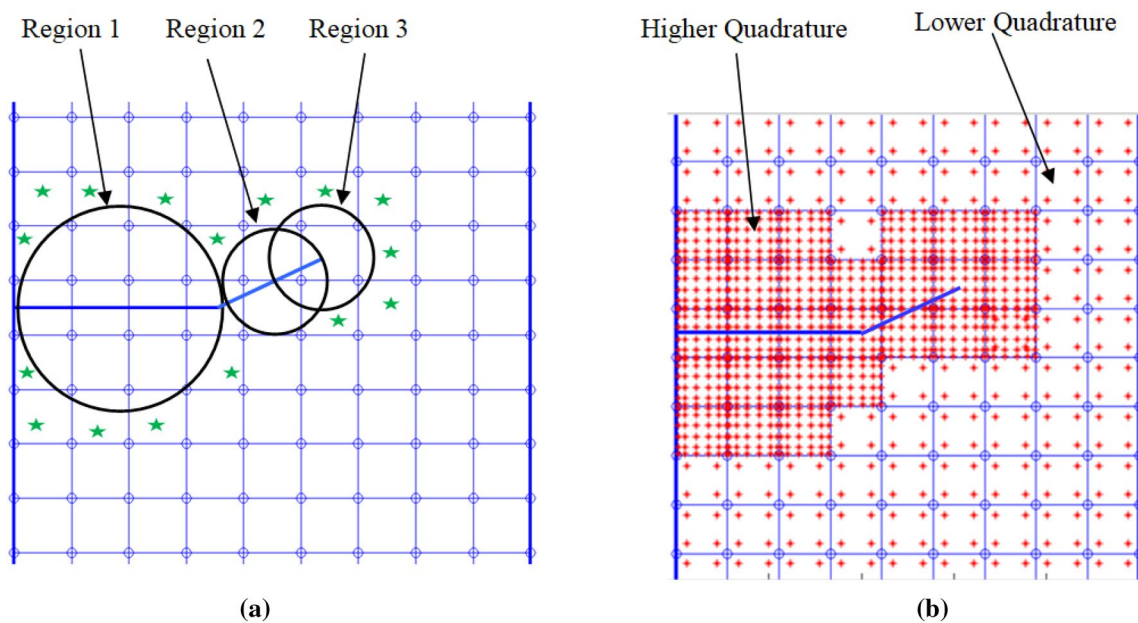 Region 1
Region 2
Region 3
Higher Quadrature
Lower Quadrature
(a)
(b)